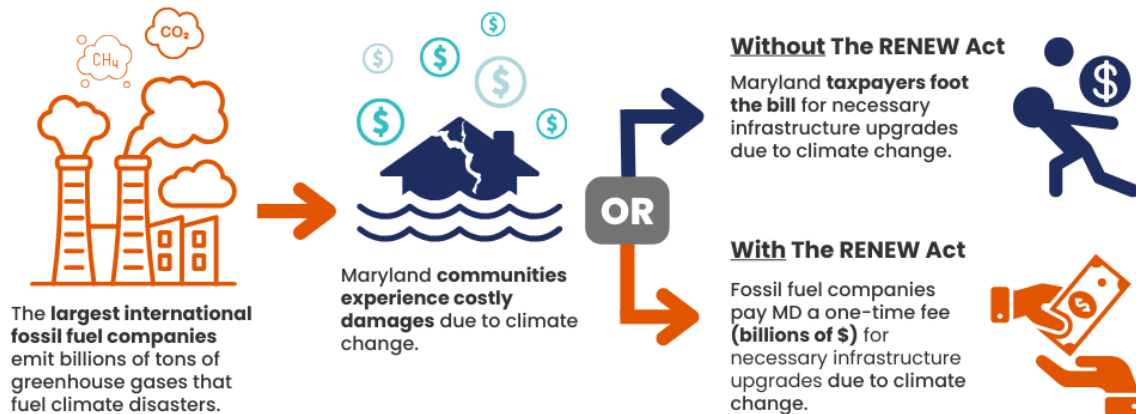 CO₂
CH₄
The largest international
fossil fuel companies
emit billions of tons of
greenhouse gases that
fuel climate disasters.
$
$
$
$
$
$
Maryland communities
experience costly
damages due to climate
change.
OR
Without The RENEW Act
Maryland taxpayers foot
the bill for necessary
infrastructure upgrades
due to climate change.
$
With The RENEW Act
Fossil fuel companies
pay MD a one-time fee
(billions of $) for
necessary infrastructure
upgrades due to climate
change.
$